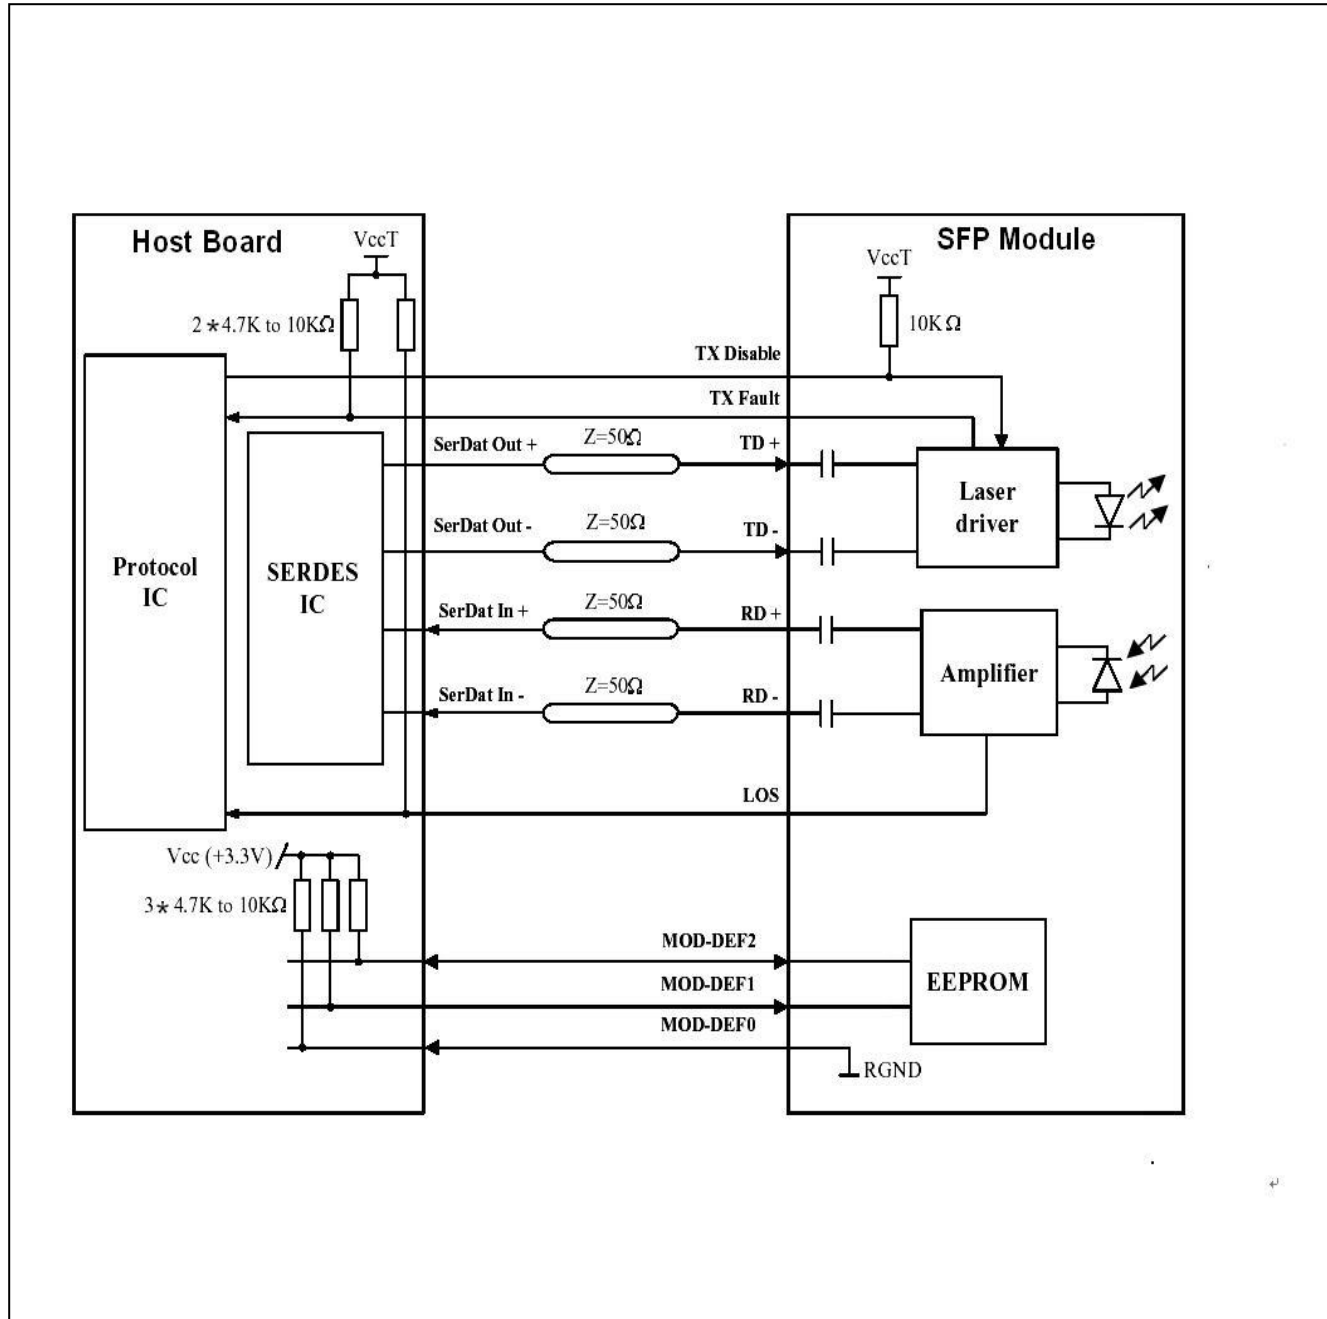 Host Board
SFP Module
VccT
VccT
2*4.7K to 10KΩ
10KΩ
TX Disable
TX Fault
SerDat Out +
Z=50Ω
TD +
SerDat Out -
Z=50Ω
TD -
Laser
driver
Protocol
IC
SERDES
IC
SerDat In +
Z=50Ω
RD +
SerDat In -
Z=50Ω
RD -
Amplifier
LOS
Vcc (+3.3V)
3*4.7K to 10KΩ
MOD-DEF2
MOD-DEF1
MOD-DEF0
EEPROM
RGND